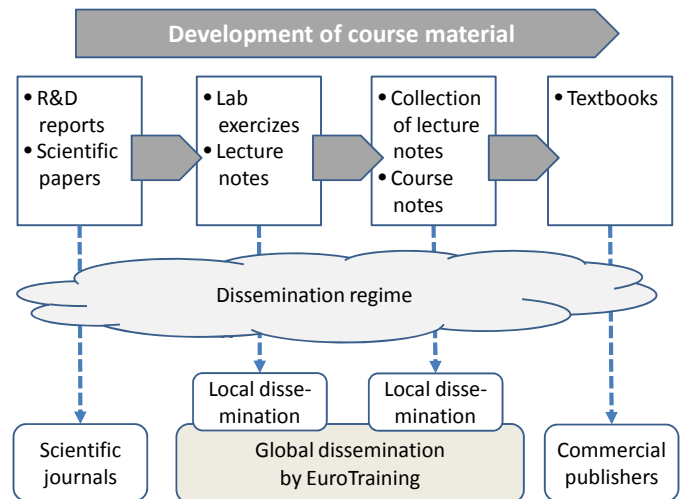 Development of course material
• R&D
reports
• Scientific
papers
• Lab
exercizes
• Lecture
notes
• Collection
of lecture
notes
• Course
notes
• Textbooks
Dissemination regime
Local disse-
mination
Local disse-
mination
Scientific
journals
Global dissemination
by EuroTraining
Commercial
publishers